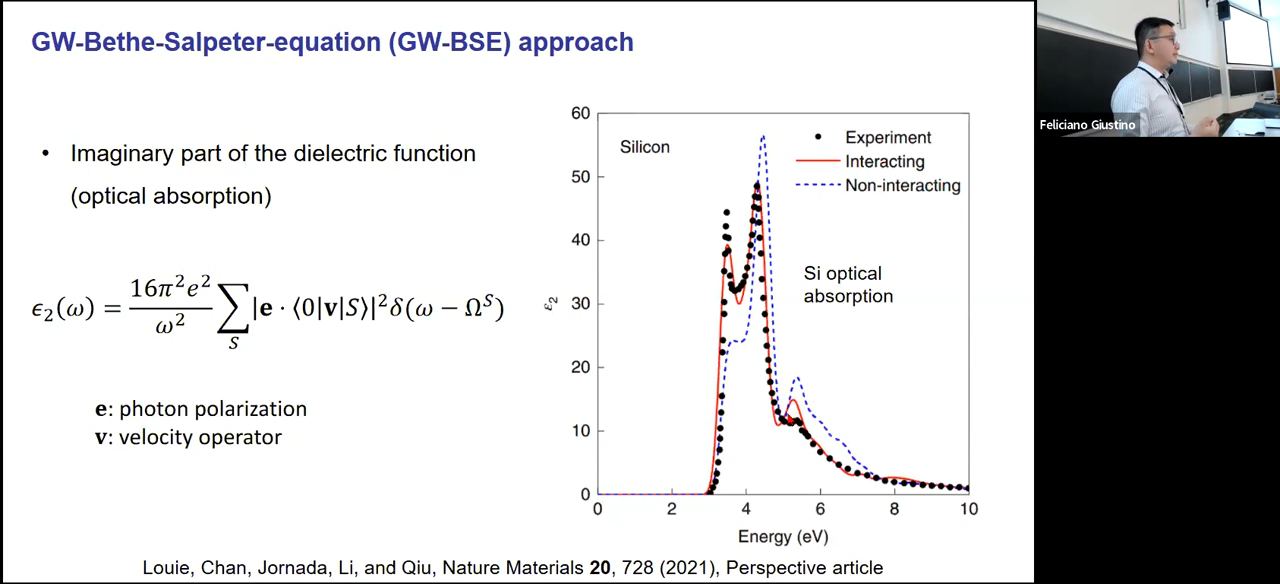 GW-Bethe-Salpeter-equation (GW-BSE) approach
• Imaginary part of the dielectric function
(optical absorption)
ϵ₂(ω) = 16π²e²/ω² ∑_S |𝐞 · ⟨0|𝐯|S⟩|² δ(ω − Ω^S)
𝐞: photon polarization
𝐯: velocity operator
60
50
40
30
20
10
0
ε₂
Silicon
Experiment
Interacting
Non-interacting
Si optical
absorption
0 2 4 6 8 10
Energy (eV)
Louie, Chan, Jornada, Li, and Qiu, Nature Materials 20, 728 (2021), Perspective article
Feliciano Giustino